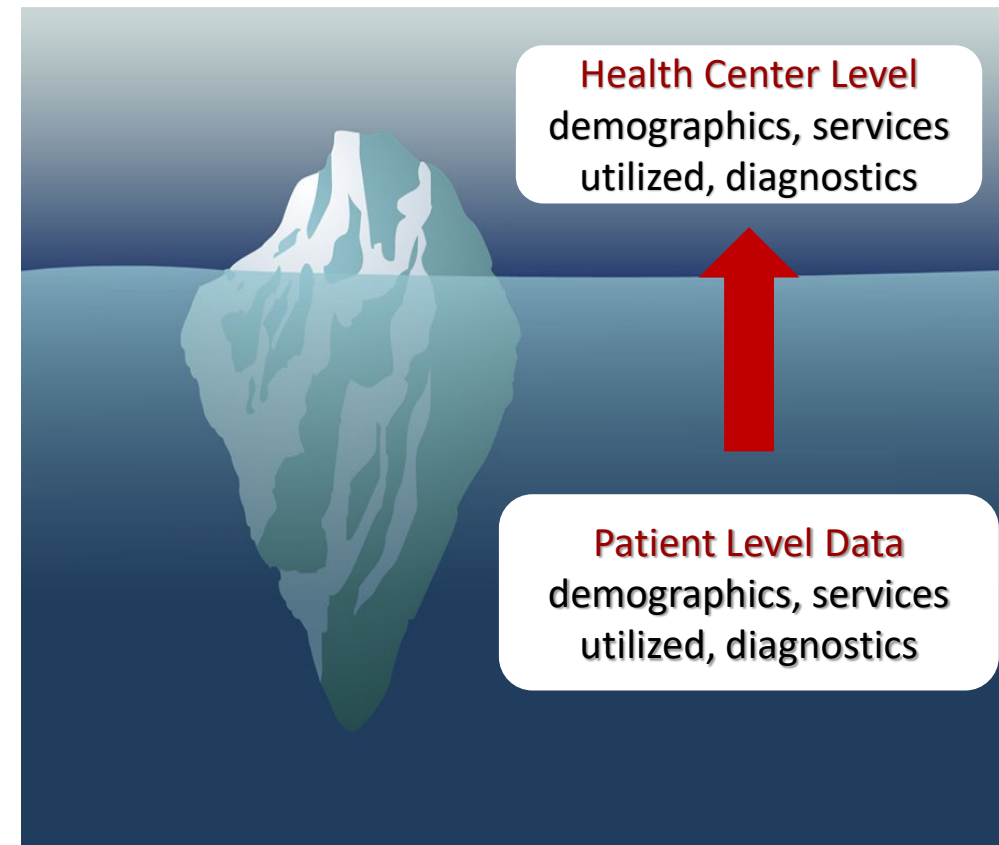 Health Center Level
demographics, services
utilized, diagnostics
Patient Level Data
demographics, services
utilized, diagnostics